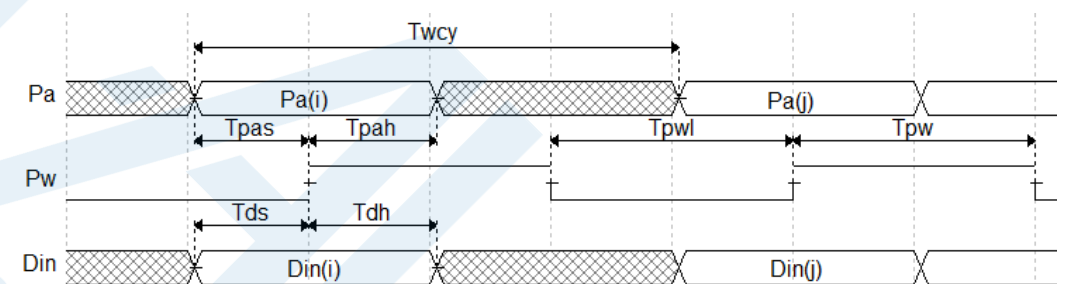 Twcy
Pa Pa(i) Pa(j)
Tpas Tpah Tpwl Tpw
Pw
Tds Tdh
Din Din(i) Din(j)